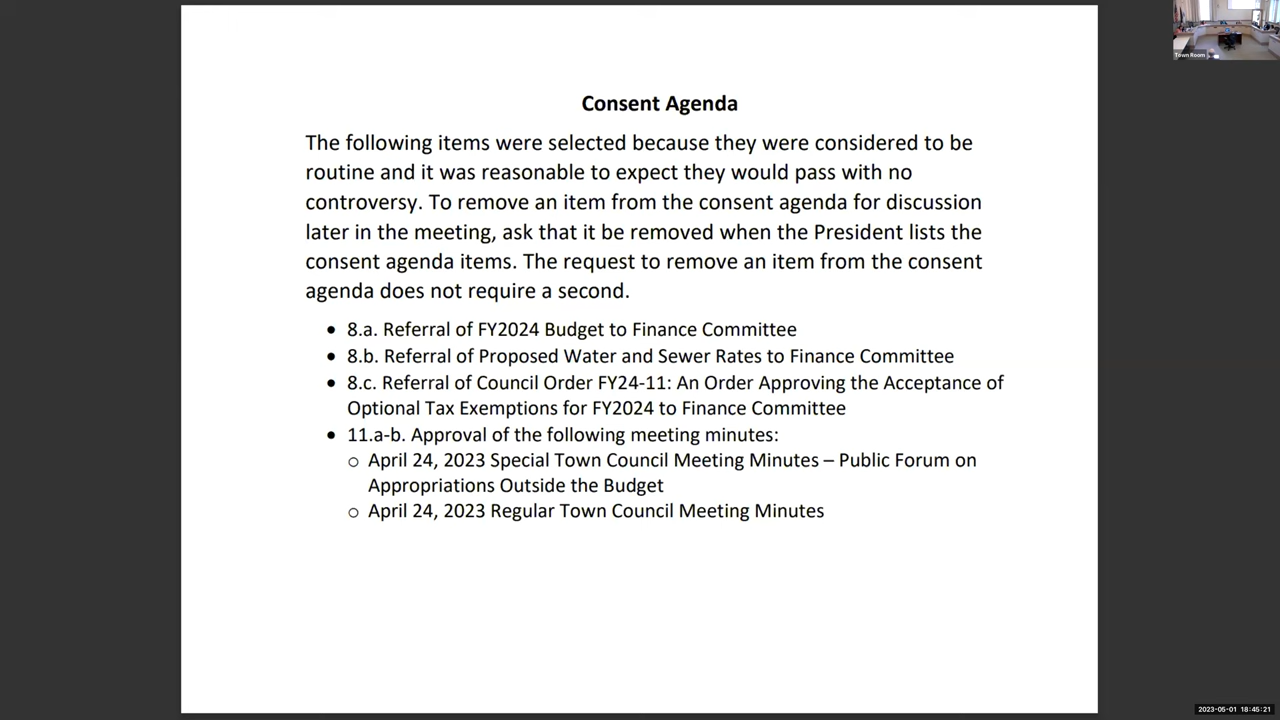 Consent Agenda
The following items were selected because they were considered to be
routine and it was reasonable to expect they would pass with no
controversy. To remove an item from the consent agenda for discussion
later in the meeting, ask that it be removed when the President lists the
consent agenda items. The request to remove an item from the consent
agenda does not require a second.
• 8.a. Referral of FY2024 Budget to Finance Committee
• 8.b. Referral of Proposed Water and Sewer Rates to Finance Committee
• 8.c. Referral of Council Order FY24-11: An Order Approving the Acceptance of
Optional Tax Exemptions for FY2024 to Finance Committee
• 11.a-b. Approval of the following meeting minutes:
o April 24, 2023 Special Town Council Meeting Minutes – Public Forum on
Appropriations Outside the Budget
o April 24, 2023 Regular Town Council Meeting Minutes
Town Room
2023-05-01 18:45:21